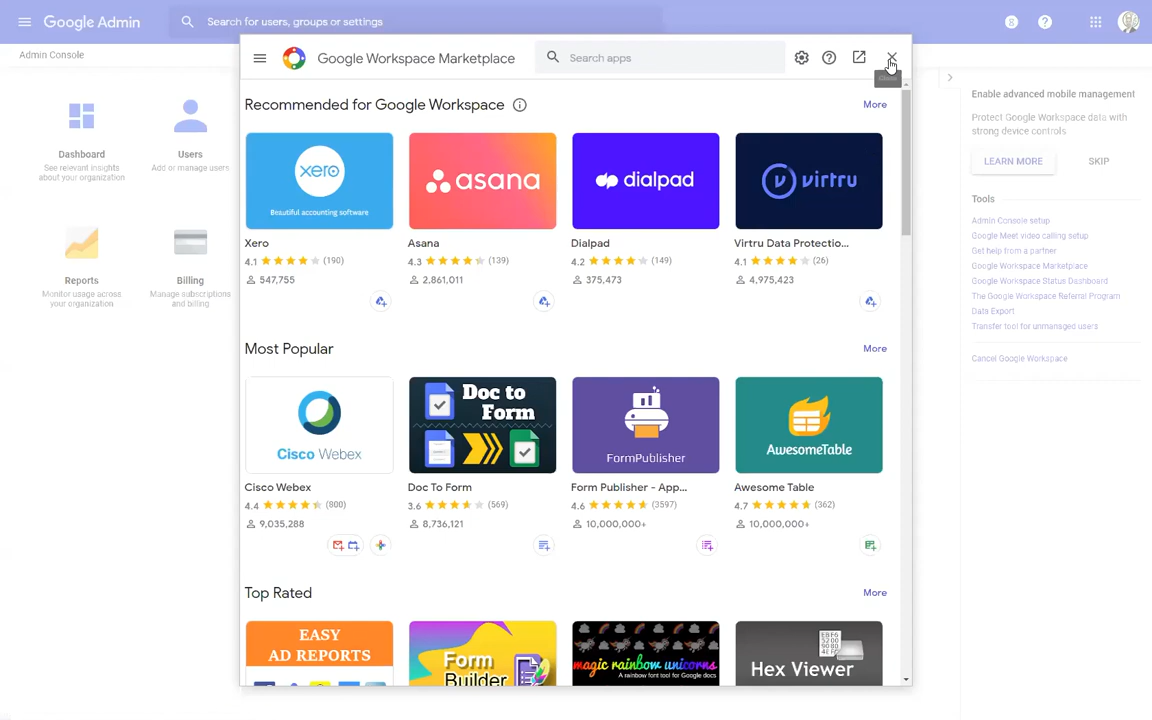 Google Admin
Search for users, groups or settings
Admin Console
Dashboard
See relevant insights
about your organization
Users
Add or manage users
Reports
Monitor usage across
your organization
Billing
Manage subscriptions
and billing
Google Workspace Marketplace
Search apps
Close
Recommended for Google Workspace
More
xero
Beautiful accounting software
asana
dialpad
virtru
Xero
4.1 (190)
547,755
Asana
4.3 (139)
2,861,011
Dialpad
4.2 (149)
375,473
Virtru Data Protectio...
4.1 (26)
4,975,423
Most Popular
More
Cisco Webex
Doc to
Form
FormPublisher
AwesomeTable
Cisco Webex
4.4 (800)
9,035,288
Doc To Form
3.6 (569)
8,736,121
Form Publisher - App...
4.6 (3597)
10,000,000+
Awesome Table
4.7 (362)
10,000,000+
Top Rated
More
EASY
AD REPORTS
Form
Builder
magic rainbow unicorns
A rainbow font tool for Google docs
Hex Viewer
Enable advanced mobile management
Protect Google Workspace data with
strong device controls.
LEARN MORE
SKIP
Tools
Admin Console setup
Google Meet video calling setup
Get help from a partner
Google Workspace Marketplace
Google Workspace Status Dashboard
The Google Workspace Referral Program
Data Export
Transfer tool for unmanaged users
Cancel Google Workspace